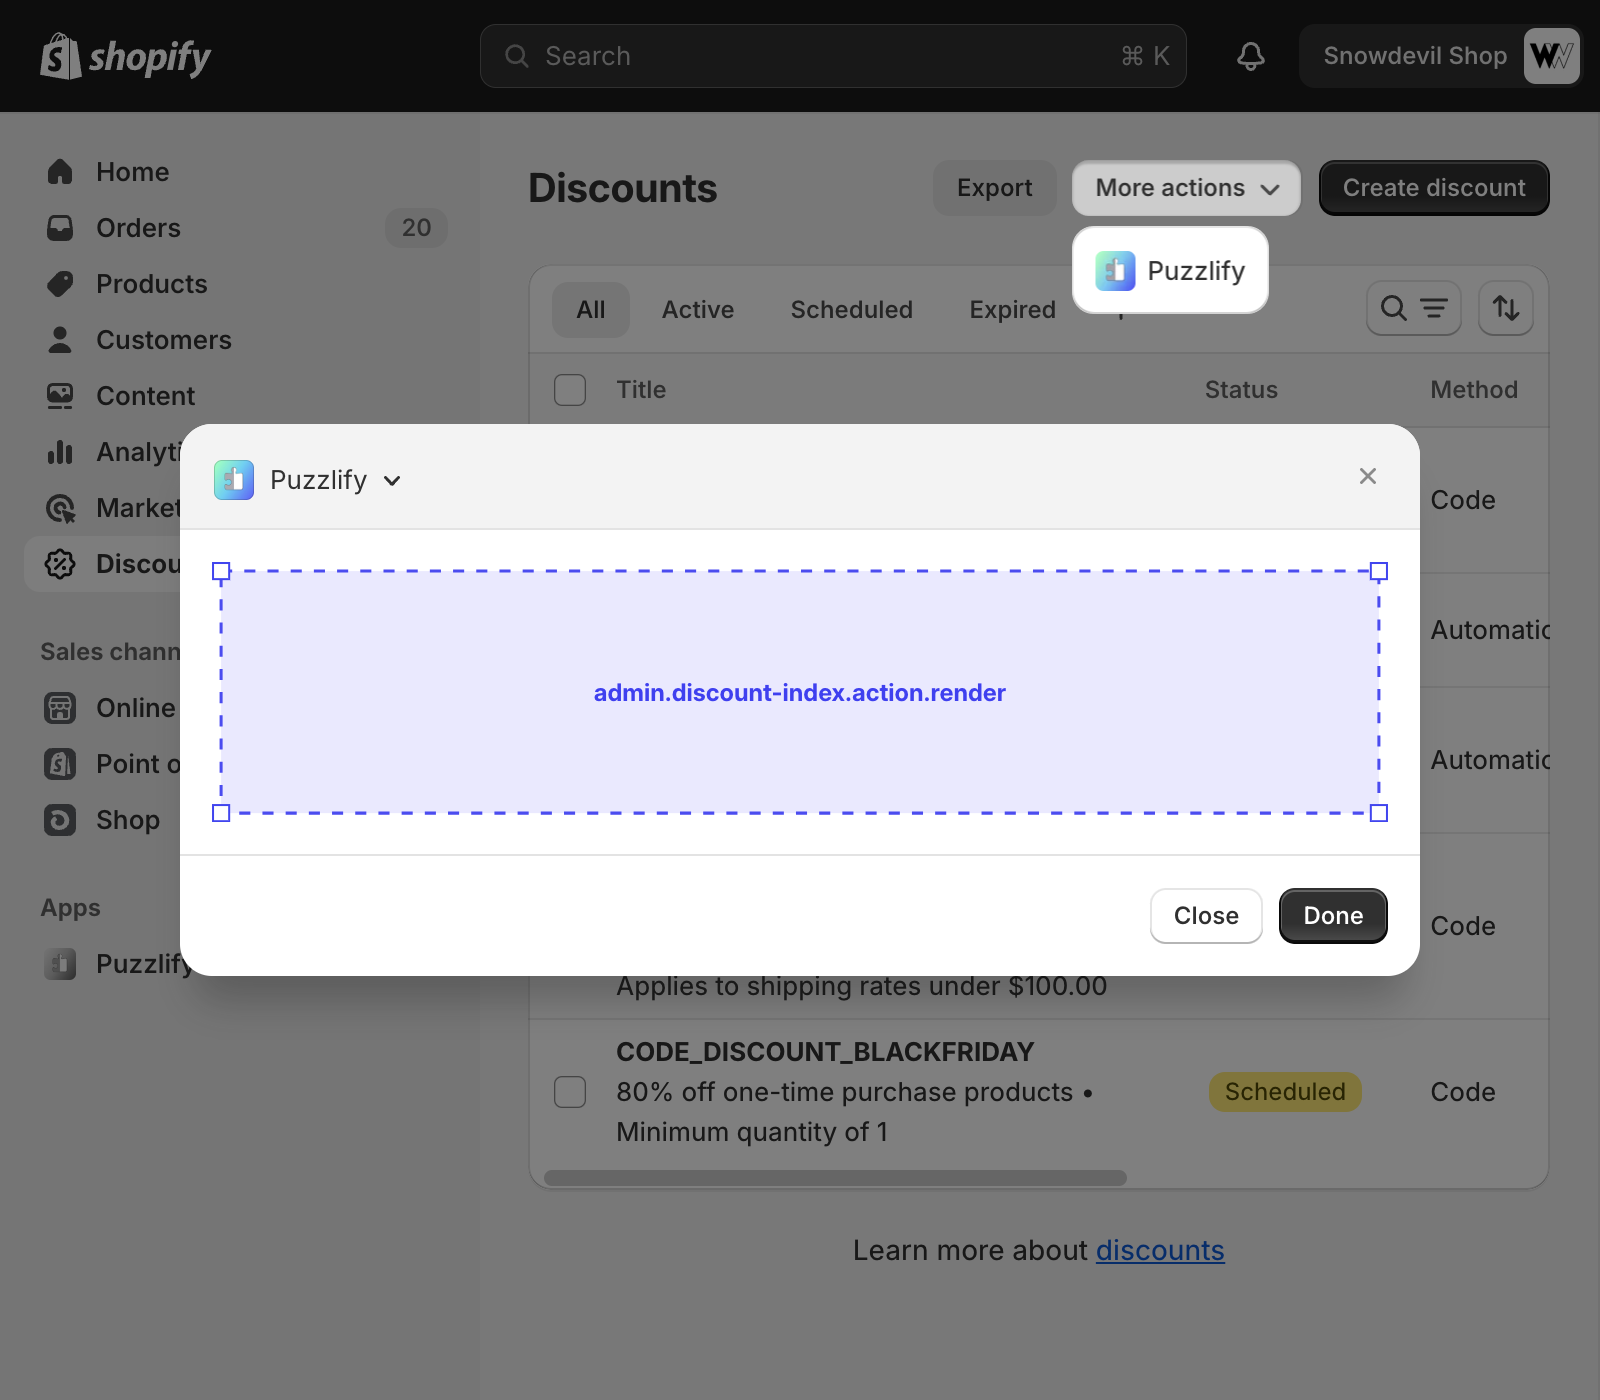 shopify
Search
⌘ K
Snowdevil Shop
Home
Orders
20
Products
Customers
Content
Analyti
Market
Discou
Sales chann
Online
Point o
Shop
Apps
Puzzlify
Discounts
Export
More actions
Create discount
Puzzlify
All
Active
Scheduled
Expired
Title
Status
Method
Code
Automatic
Automatic
Code
Puzzlify
admin.discount-index.action.render
Close
Done
Applies to shipping rates under $100.00
CODE_DISCOUNT_BLACKFRIDAY
80% off one-time purchase products •
Minimum quantity of 1
Scheduled
Code
Learn more about discounts